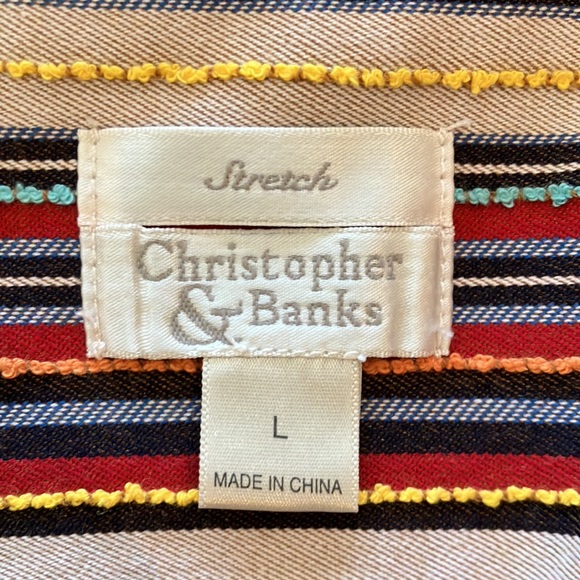 Stretch
Christopher
& Banks
L
MADE IN CHINA